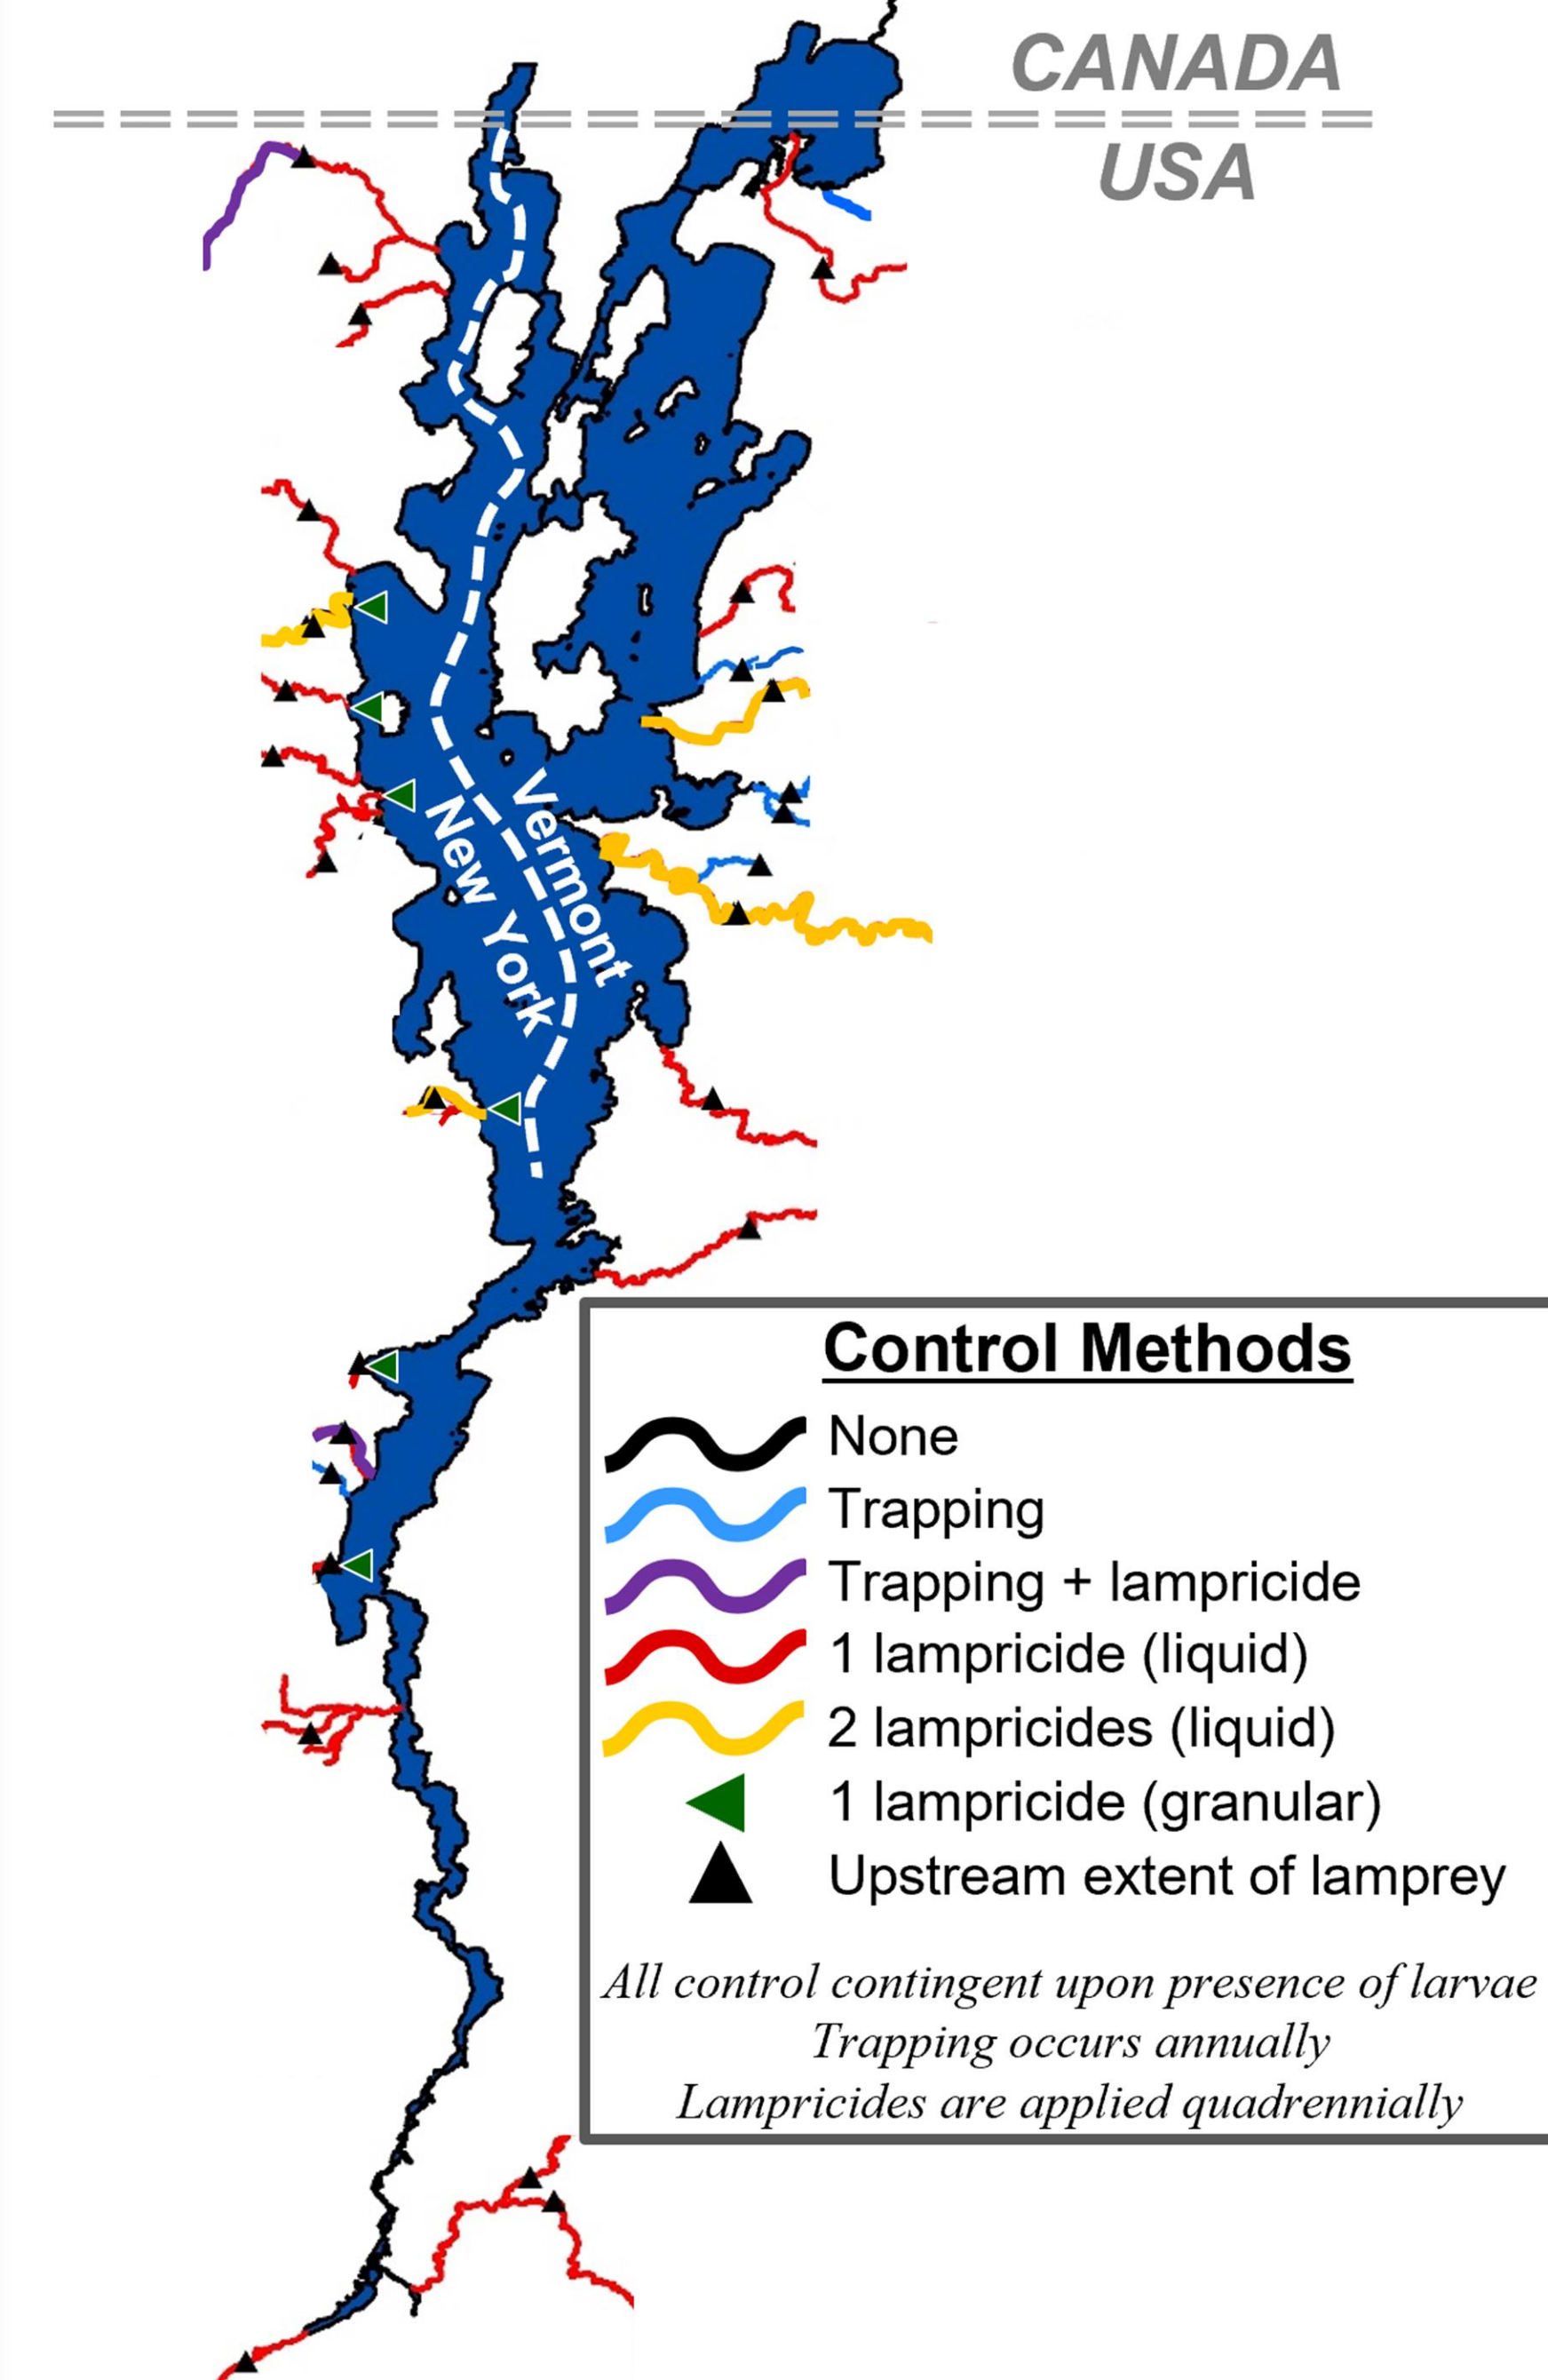 CANADA
USA
Vermont
New York
Control Methods
None
Trapping
Trapping + lampricide
1 lampricide (liquid)
2 lampricides (liquid)
1 lampricide (granular)
Upstream extent of lamprey
All control contingent upon presence of larvae
Trapping occurs annually
Lampricides are applied quadrennially